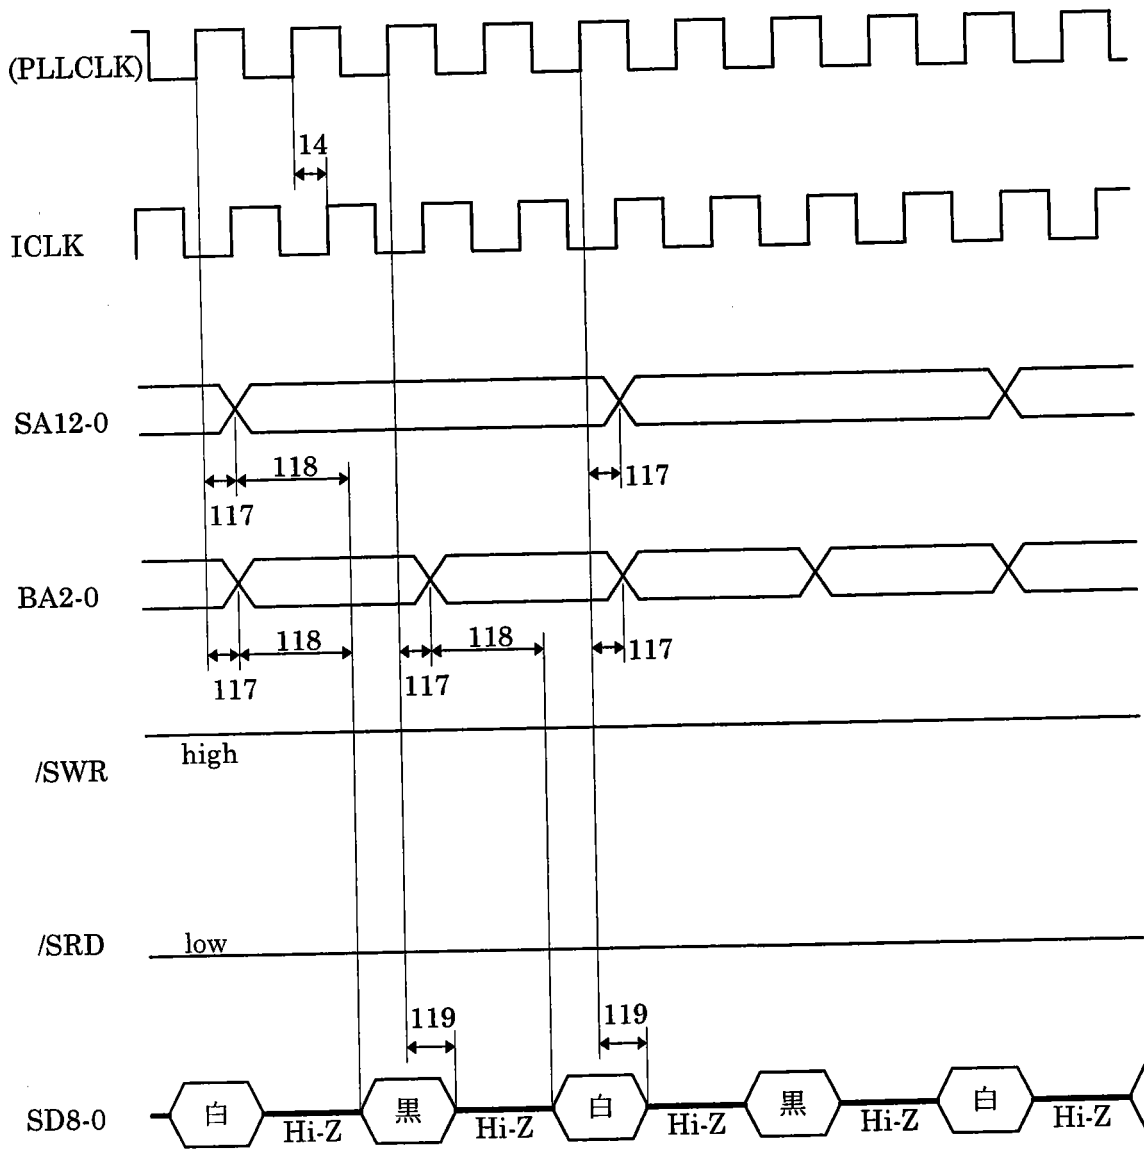 (PLLCLK)
14
ICLK
SA12-0
118
117
117
BA2-0
118
118
117
117
117
high
/SWR
/SRD
low
119
119
SD8-0
白
Hi-Z
黒
Hi-Z
白
Hi-Z
黒
Hi-Z
白
Hi-Z